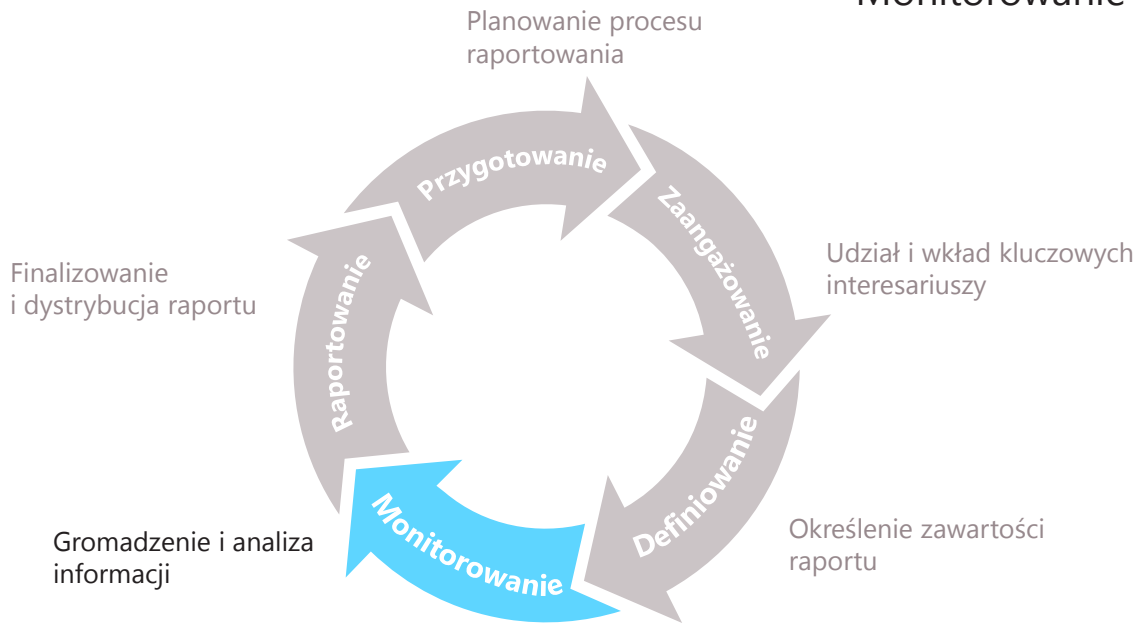 Monitorowanie
Planowanie procesu
raportowania
Przygotowanie
Zaangażowanie
Udział i wkład kluczowych
interesariuszy
Definiowanie
Określenie zawartości
raportu
Monitorowanie
Gromadzenie i analiza
informacji
Raportowanie
Finalizowanie
i dystrybucja raportu